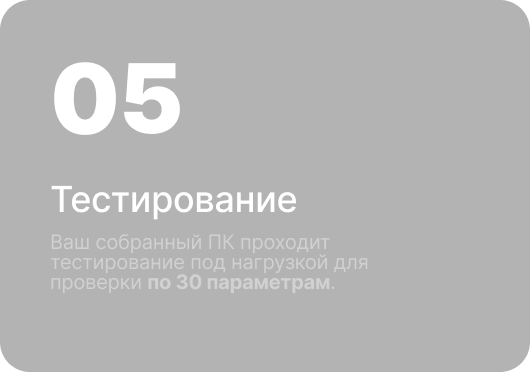 05
Тестирование
Ваш собранный ПК проходит
тестирование под нагрузкой для
проверки по 30 параметрам.